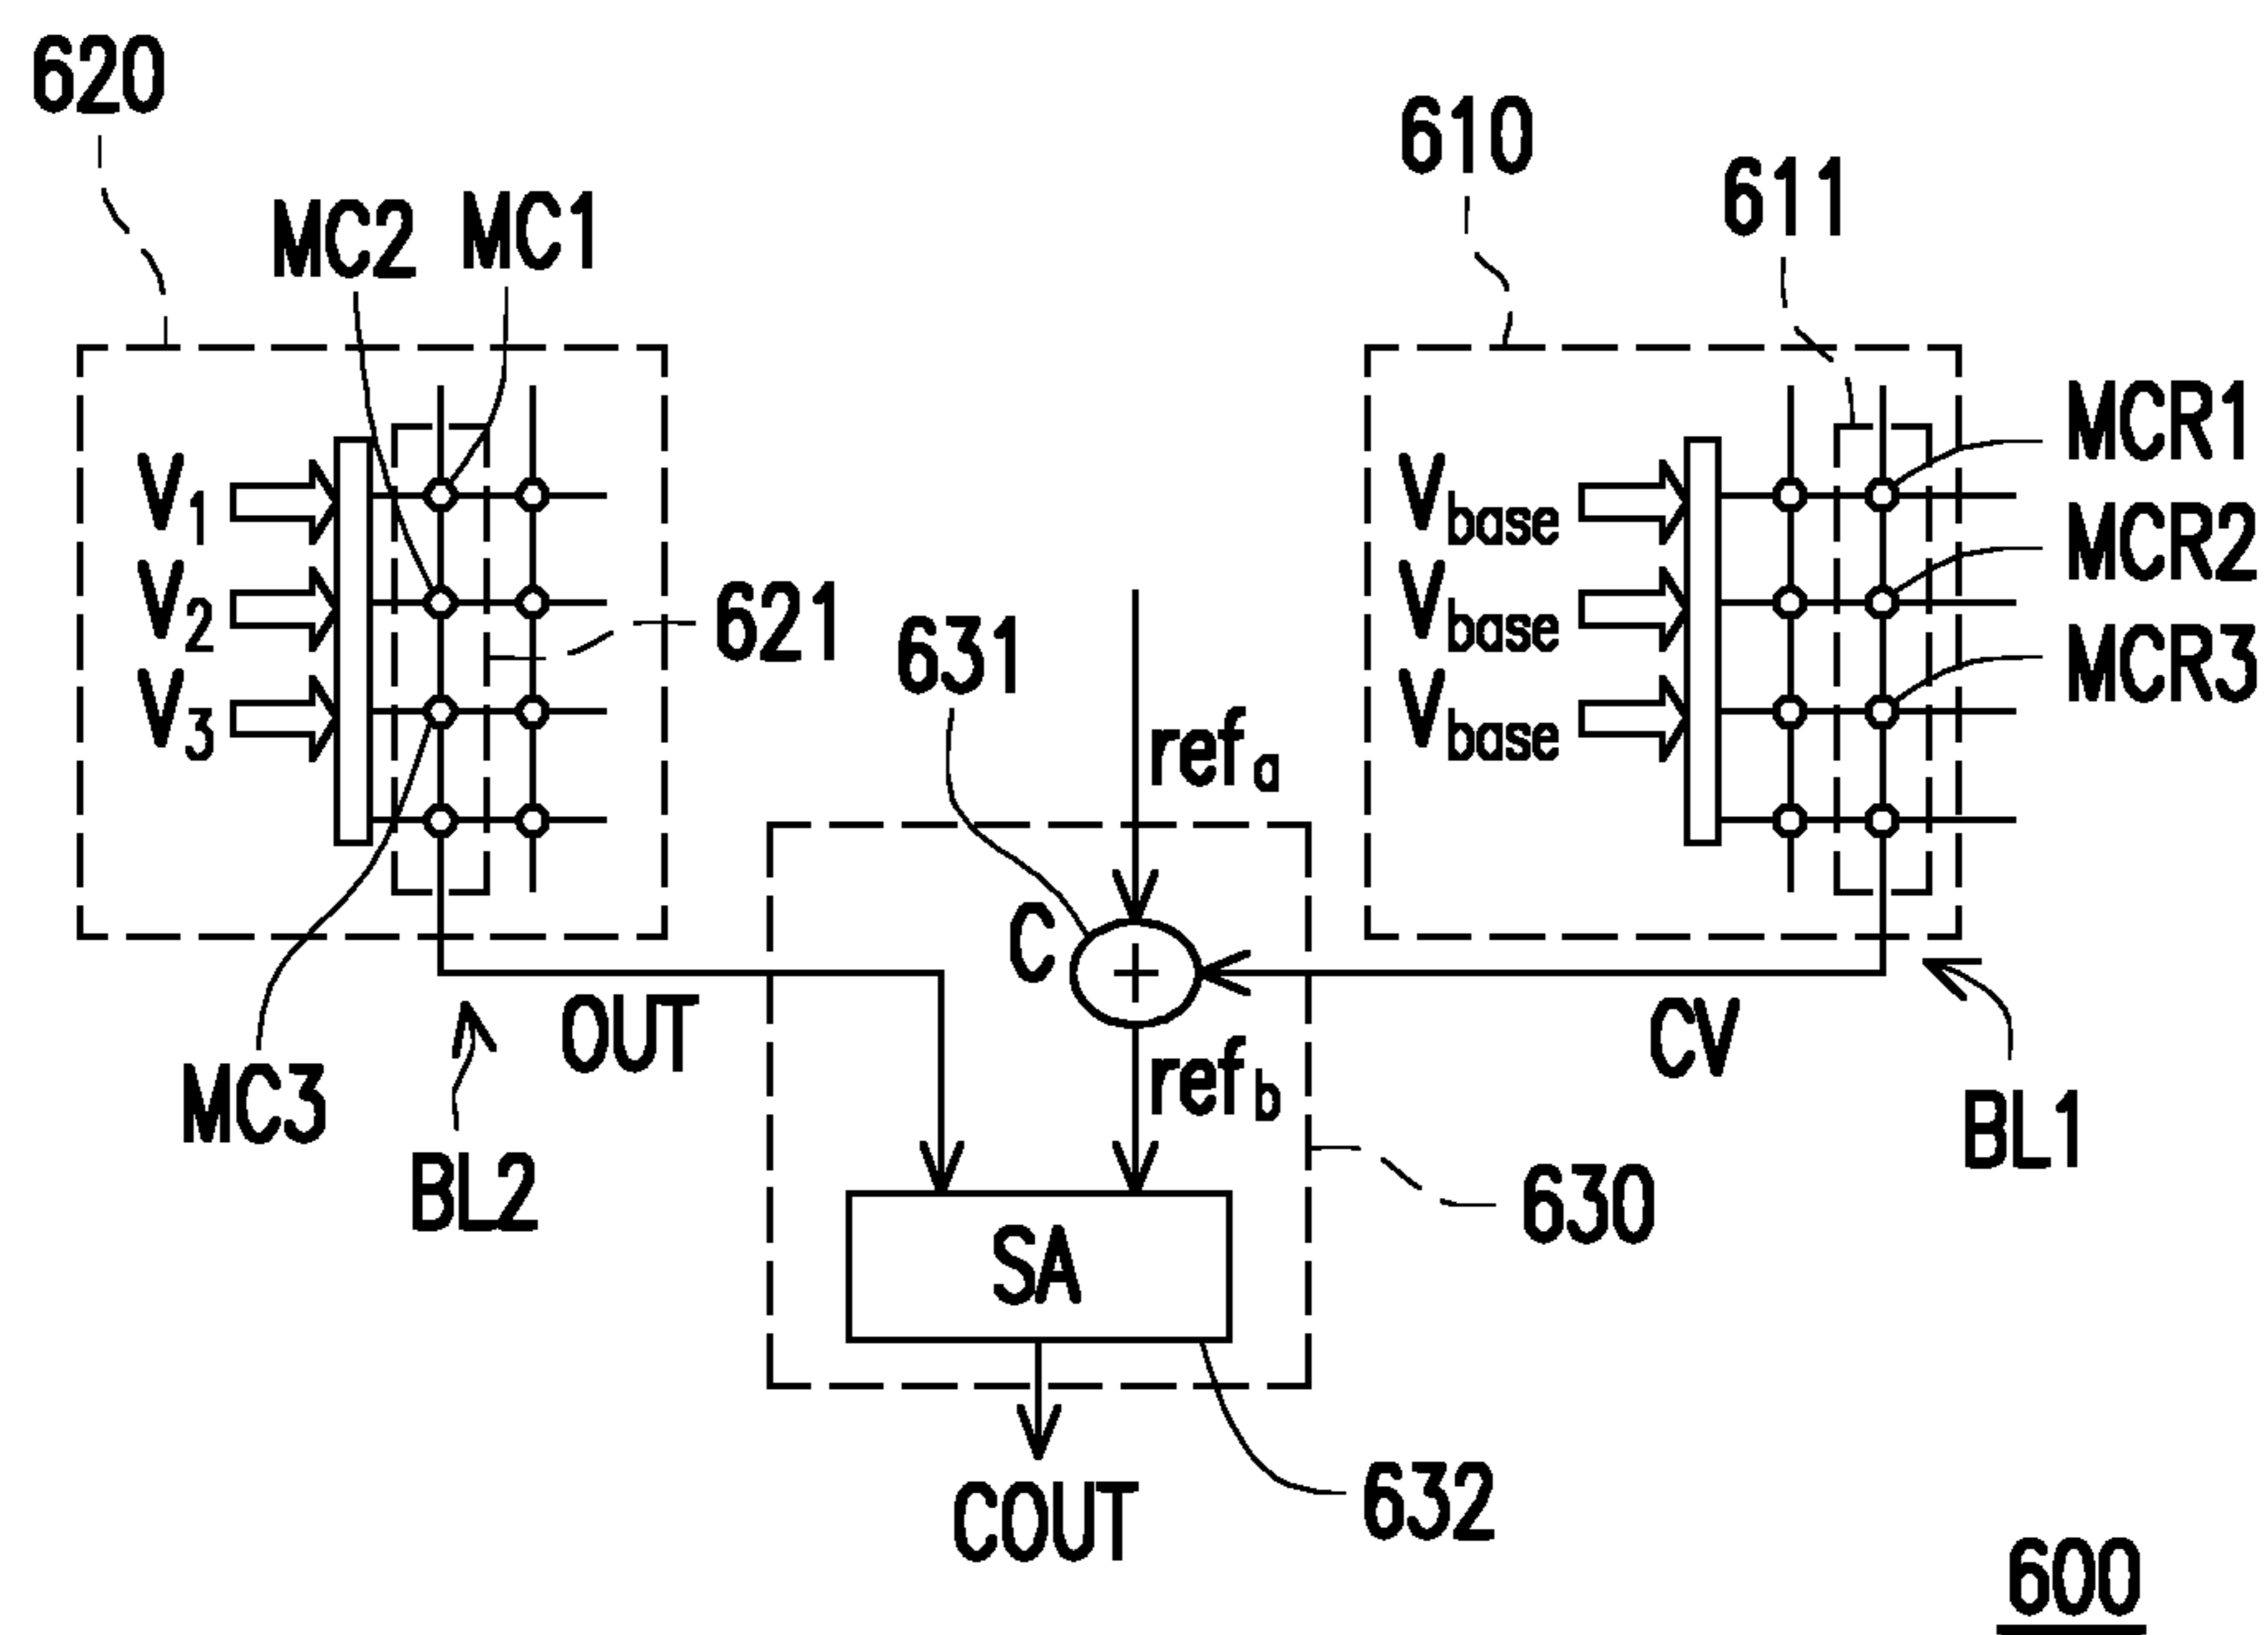 620
610
611
MC2
MC1
MCR1
V1
Vbase
MCR2
V2
Vbase
621
631
MCR3
V3
Vbase
refa
C
OUT
CV
MC3
refb
BL2
BL1
630
SA
632
COUT
600